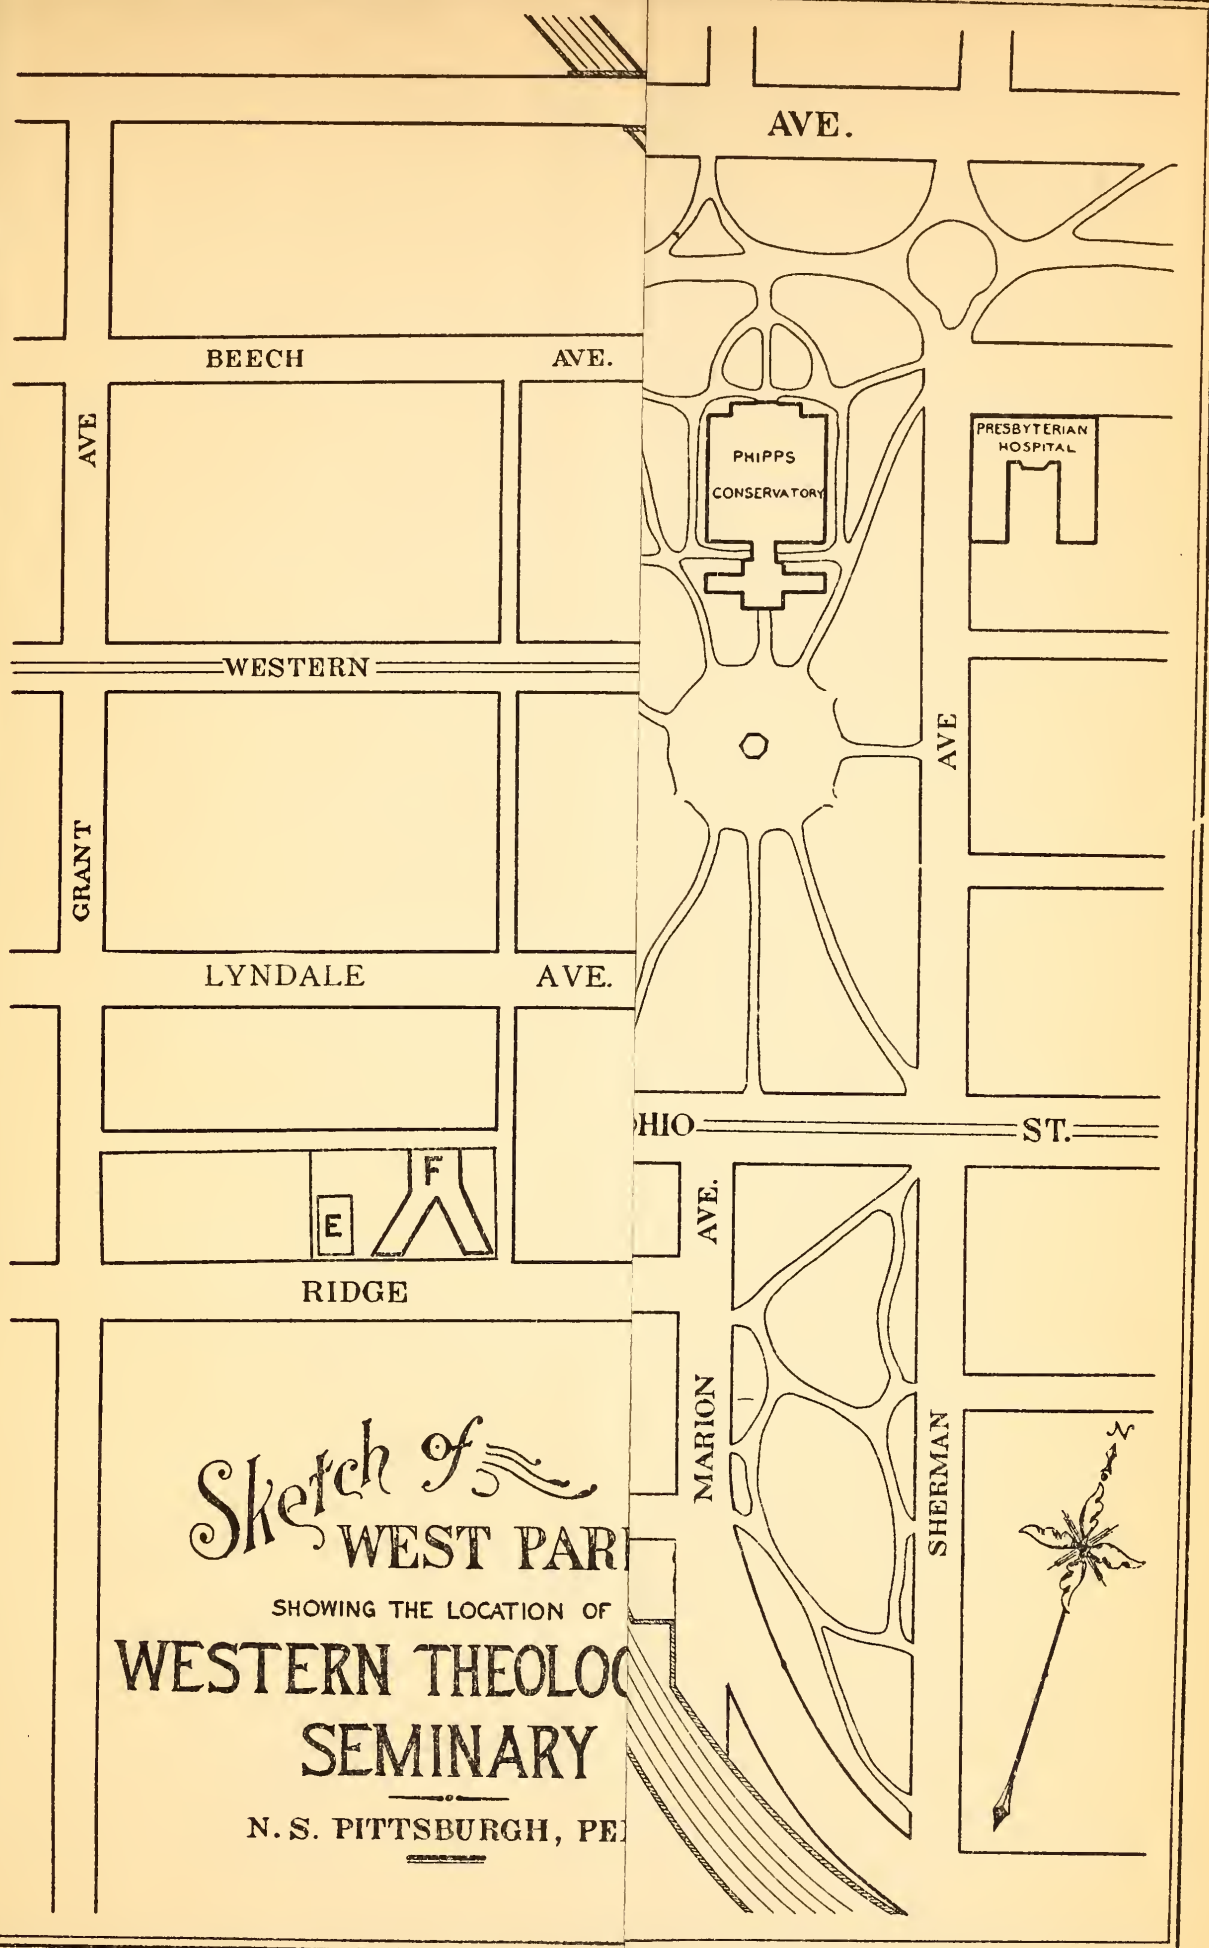 AVE.
BEECH AVE.
AVE
PRESBYTERIAN
HOSPITAL
PHIPPS
CONSERVATORY
WESTERN
AVE
GRANT
LYNDALE AVE.
HIO ST.
F
E
AVE.
RIDGE
MARION
SHERMAN
N
Sketch of
WEST PAR
SHOWING THE LOCATION OF
WESTERN THEOLOG
SEMINARY
N. S. PITTSBURGH, PE